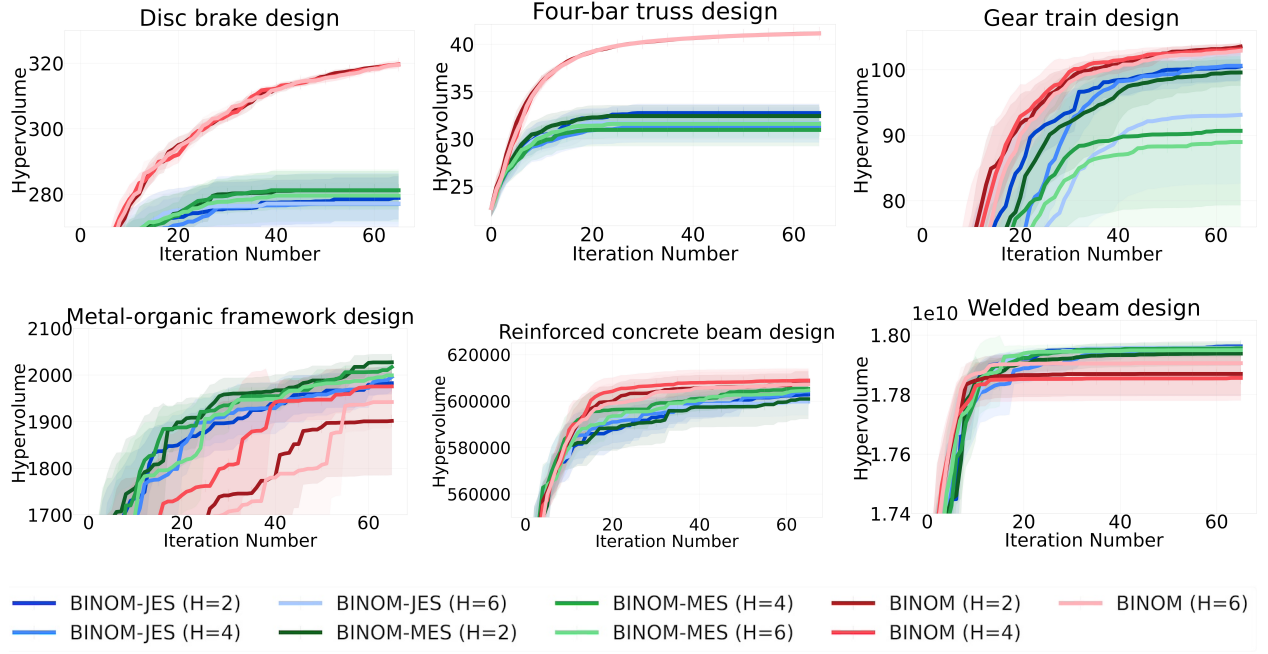 Disc brake design
Hypervolume
320
300
280
0 20 40 60
Iteration Number
Four-bar truss design
Hypervolume
40
35
30
25
0 20 40 60
Iteration Number
Gear train design
Hypervolume
100
90
80
0 20 40 60
Iteration Number
Metal-organic framework design
Hypervolume
2100
2000
1900
1800
1700
0 20 40 60
Iteration Number
Reinforced concrete beam design
Hypervolume
620000
600000
580000
560000
0 20 40 60
Iteration Number
Welded beam design
1e10
Hypervolume
1.80
1.78
1.76
1.74
0 20 40 60
Iteration Number
BINOM-JES (H=2) BINOM-JES (H=6) BINOM-MES (H=4) BINOM (H=2) BINOM (H=6)
BINOM-JES (H=4) BINOM-MES (H=2) BINOM-MES (H=6) BINOM (H=4)